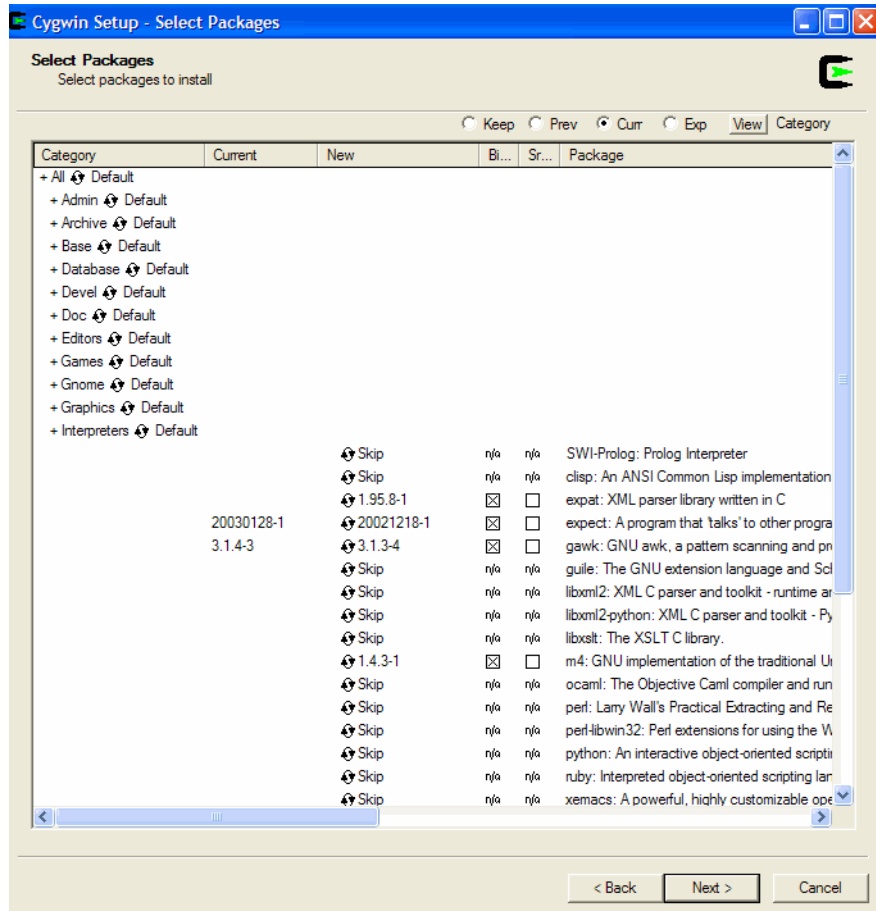 Cygwin Setup - Select Packages
Select Packages
Select packages to install
Keep Prev Curr Exp View Category
Category Current New Bi... Sr... Package
+ All Default
+ Admin Default
+ Archive Default
+ Base Default
+ Database Default
+ Devel Default
+ Doc Default
+ Editors Default
+ Games Default
+ Gnome Default
+ Graphics Default
+ Interpreters Default
Skip n/a n/a SWI-Prolog: Prolog Interpreter
Skip n/a n/a clisp: An ANSI Common Lisp implementation
1.95.8-1 expat: XML parser library written in C
20030128-1 20021218-1 expect: A program that 'talks' to other progra
3.1.4-3 3.1.3-4 gawk: GNU awk, a pattern scanning and pro
Skip n/a n/a guile: The GNU extension language and Sch
Skip n/a n/a libxml2: XML C parser and toolkit - runtime an
Skip n/a n/a libxml2-python: XML C parser and toolkit - Py
Skip n/a n/a libxslt: The XSLT C library.
1.4.3-1 m4: GNU implementation of the traditional Un
Skip n/a n/a ocaml: The Objective Caml compiler and run
Skip n/a n/a perl: Larry Wall's Practical Extracting and Re
Skip n/a n/a perl-libwin32: Perl extensions for using the W
Skip n/a n/a python: An interactive object-oriented scriptin
Skip n/a n/a ruby: Interpreted object-oriented scripting lan
Skip n/a n/a xemacs: A powerful, highly customizable ope
< Back Next > Cancel